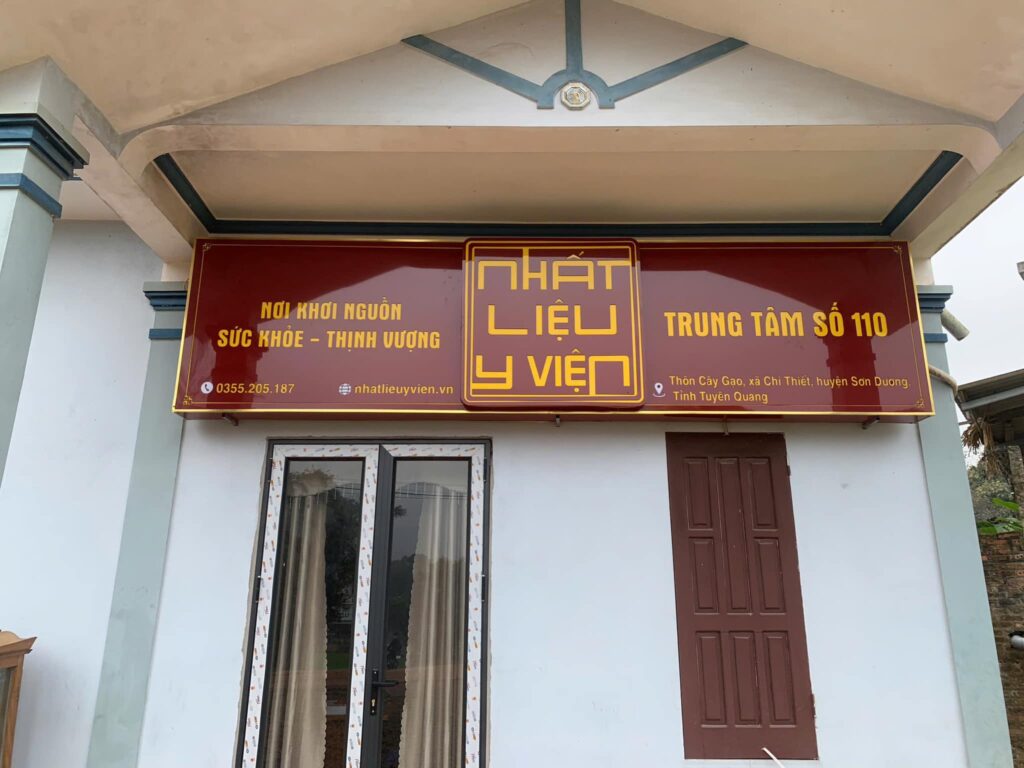 NƠI KHƠI NGUỒN
SỨC KHỎE - THỊNH VƯỢNG
0355.205.187
nhatlieuyvien.vn
NHẤT
LIỆU
Y VIỆN
TRUNG TÂM SỐ 110
Thôn Cây Gạo, xã Chi Thiết, huyện Sơn Dương,
Tỉnh Tuyên Quang